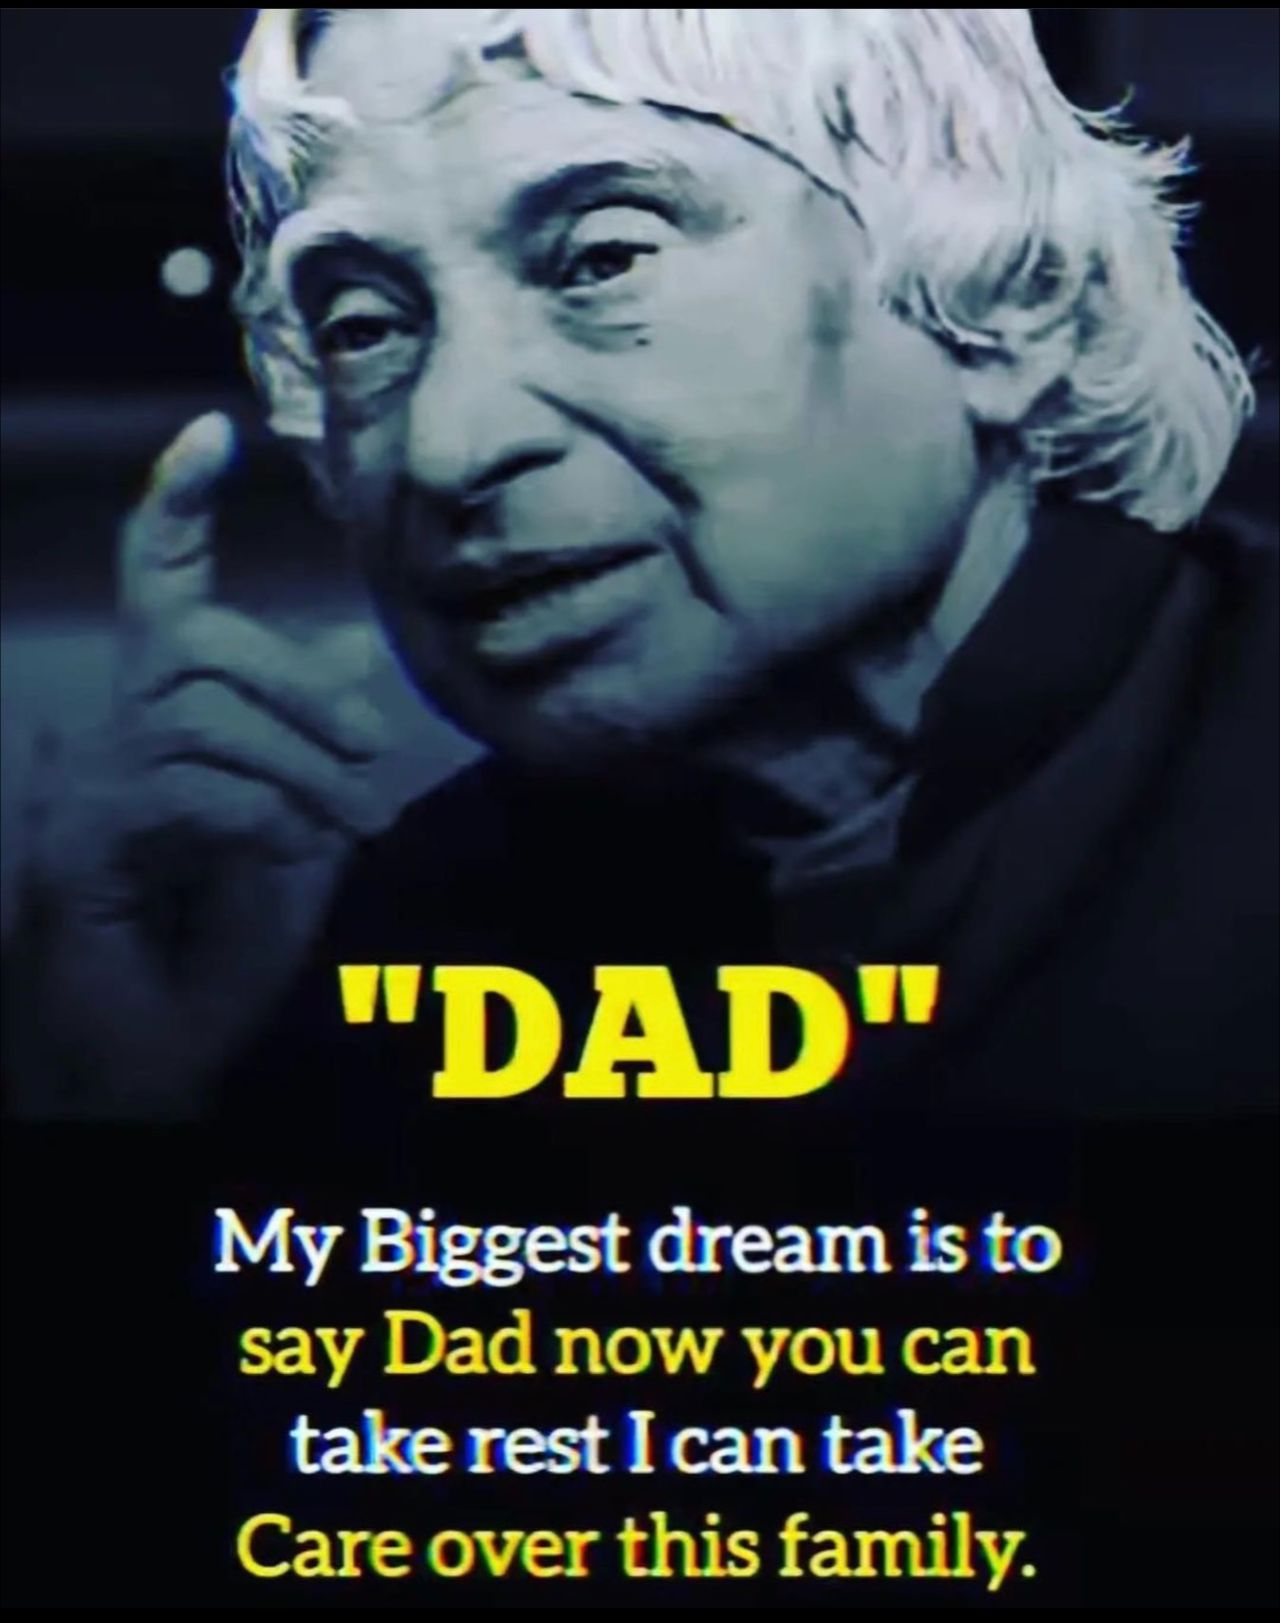 "DAD"
My Biggest dream is to
say Dad now you can
take rest I can take
Care over this family.